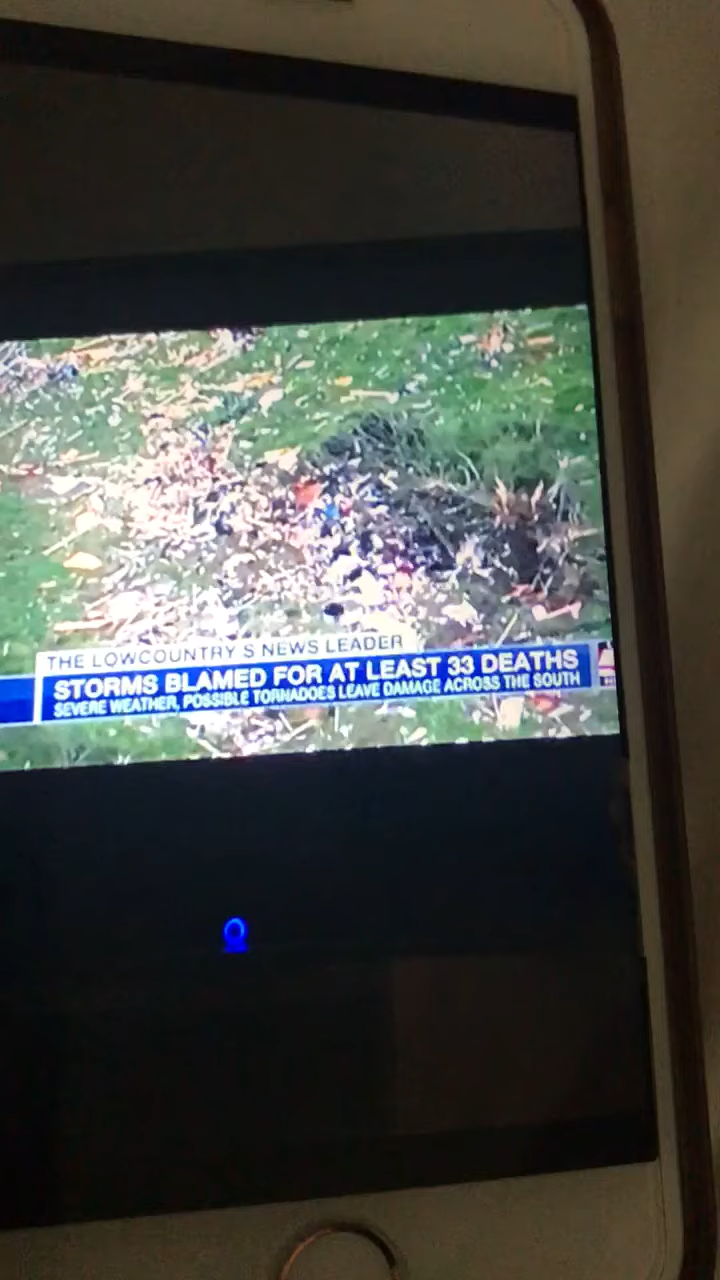 THE LOWCOUNTRY'S NEWS LEADER
STORMS BLAMED FOR AT LEAST 33 DEATHS
SEVERE WEATHER, POSSIBLE TORNADOES LEAVE DAMAGE ACROSS THE SOUTH